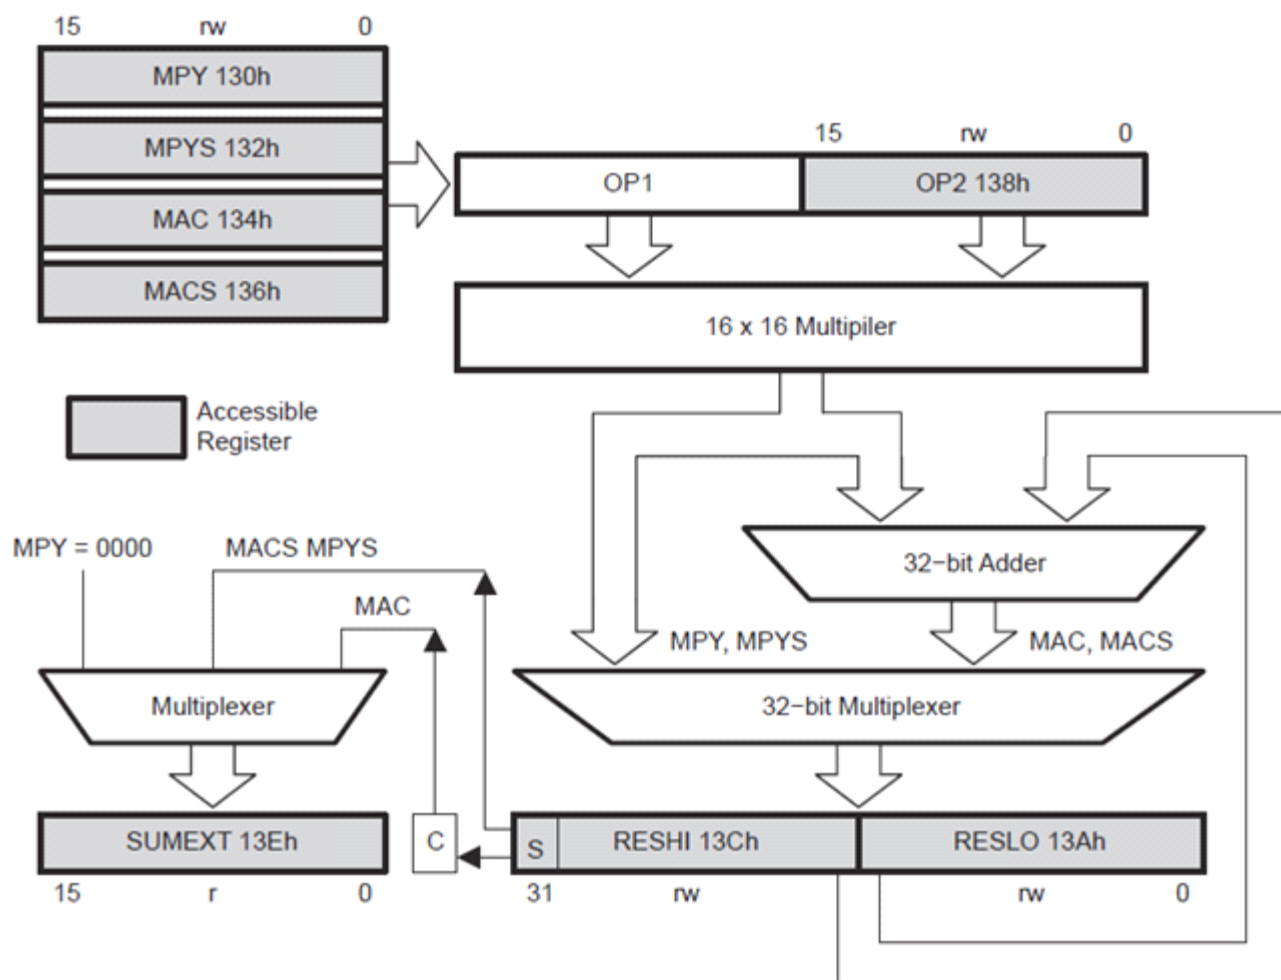 15 rw 0
MPY 130h
MPYS 132h
MAC 134h
MACS 136h
15 rw 0
OP1
OP2 138h
16 x 16 Multipiler
Accessible
Register
32-bit Adder
MPY = 0000
MACS MPYS
MAC
MPY, MPYS
MAC, MACS
Multiplexer
32-bit Multiplexer
SUMEXT 13Eh
C
S
RESHI 13Ch
RESLO 13Ah
15 r 0
31 rw
rw 0